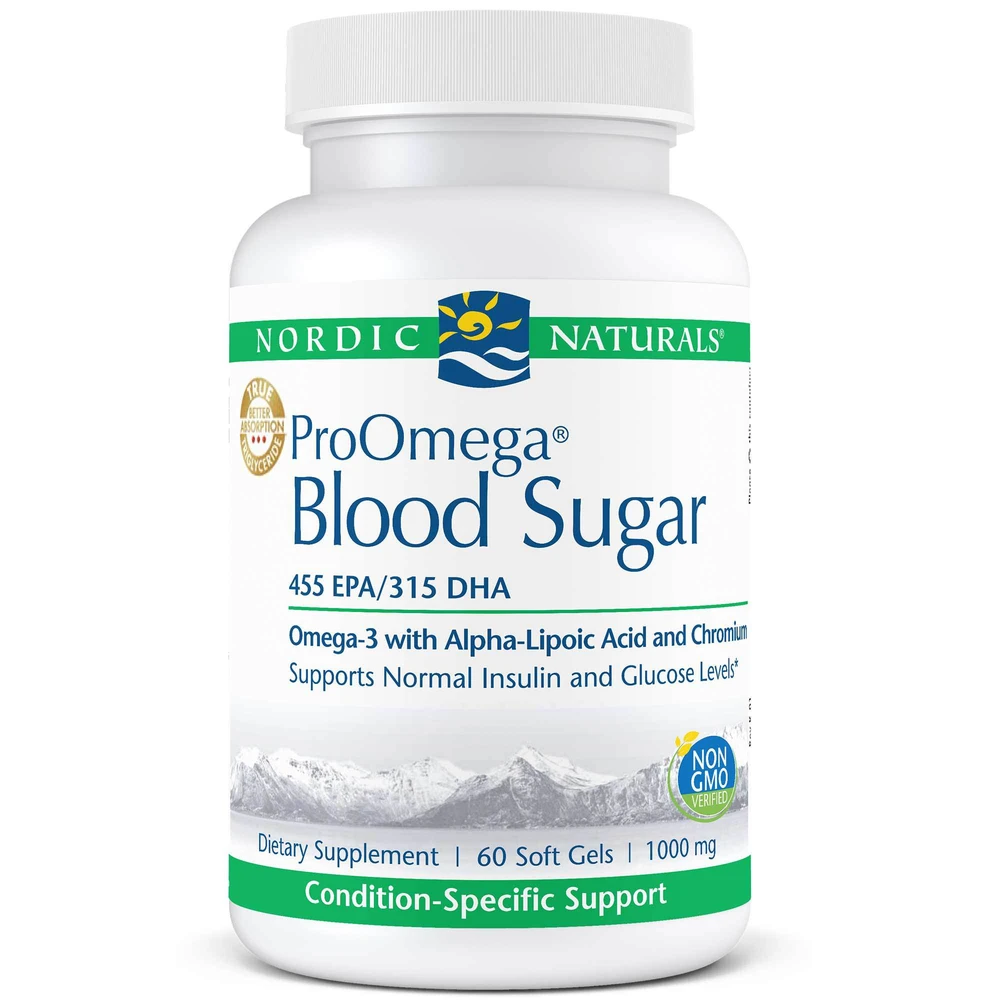 NORDIC NATURALS®
TRUE
BETTER
ABSORPTION
TRIGLYCERIDE
ProOmega®
Blood Sugar
455 EPA/315 DHA
Omega-3 with Alpha-Lipoic Acid and Chromium
Supports Normal Insulin and Glucose Levels*
NON
GMO
VERIFIED
Dietary Supplement | 60 Soft Gels | 1000 mg
Condition-Specific Support